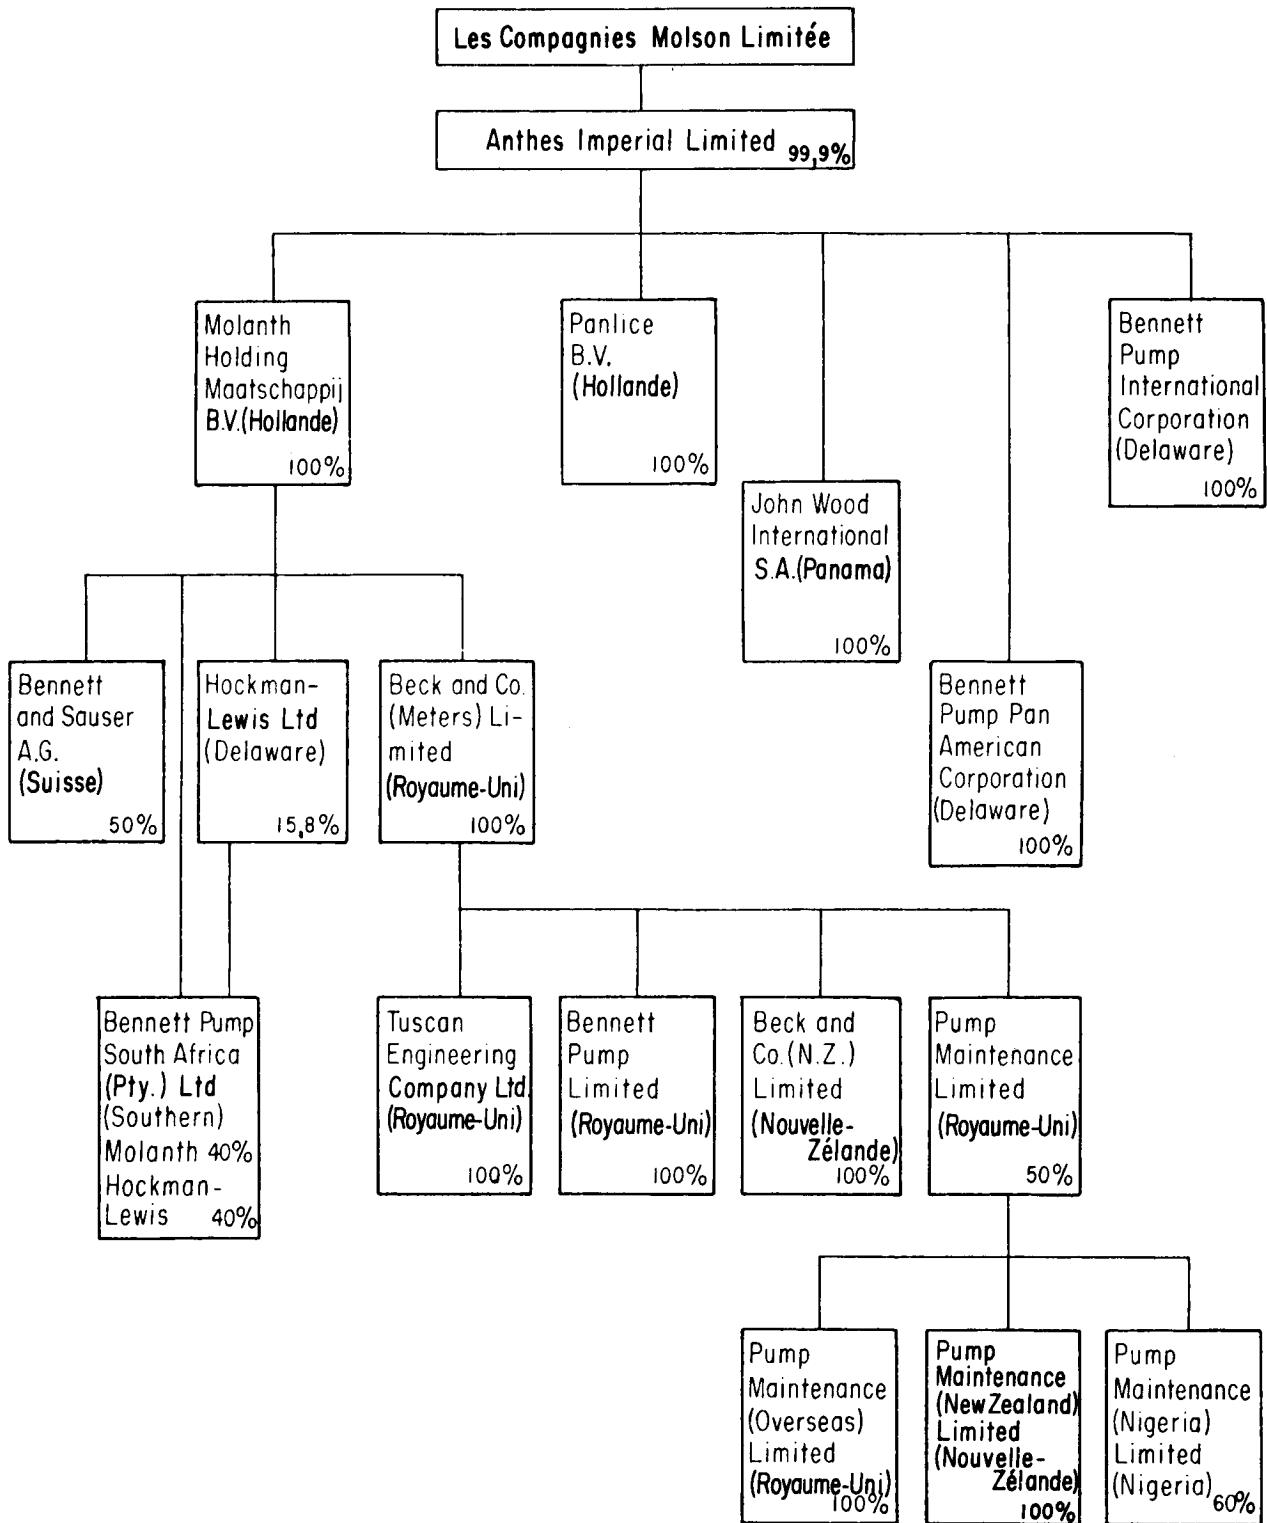 Les Compagnies Molson Limitée
Anthes Imperial Limited 99,9%
Molanth
Holding
Maatschappij
B.V.(Hollande)
100%
Panlice
B.V.
(Hollande)
100%
John Wood
International
S.A.(Panama)
100%
Bennett
Pump Pan
American
Corporation
(Delaware)
100%
Bennett
Pump
International
Corporation
(Delaware)
100%
Bennett
and Sauser
A.G.
(Suisse)
50%
Hockman-
Lewis Ltd
(Delaware)
15,8%
Beck and Co.
(Meters) Li-
mited
(Royaume-Uni)
100%
Bennett Pump
South Africa
(Pty.) Ltd
(Southern)
Molanth 40%
Hockman-
Lewis 40%
Tuscan
Engineering
Company Ltd.
(Royaume-Uni)
100%
Bennett
Pump
Limited
(Royaume-Uni)
100%
Beck and
Co.(N.Z.)
Limited
(Nouvelle-
Zélande)
100%
Pump
Maintenance
Limited
(Royaume-Uni)
50%
Pump
Maintenance
(Overseas)
Limited
(Royaume-Uni)
100%
Pump
Maintenance
(New Zealand)
Limited
(Nouvelle-
Zélande)
100%
Pump
Maintenance
(Nigeria)
Limited
(Nigeria) 60%